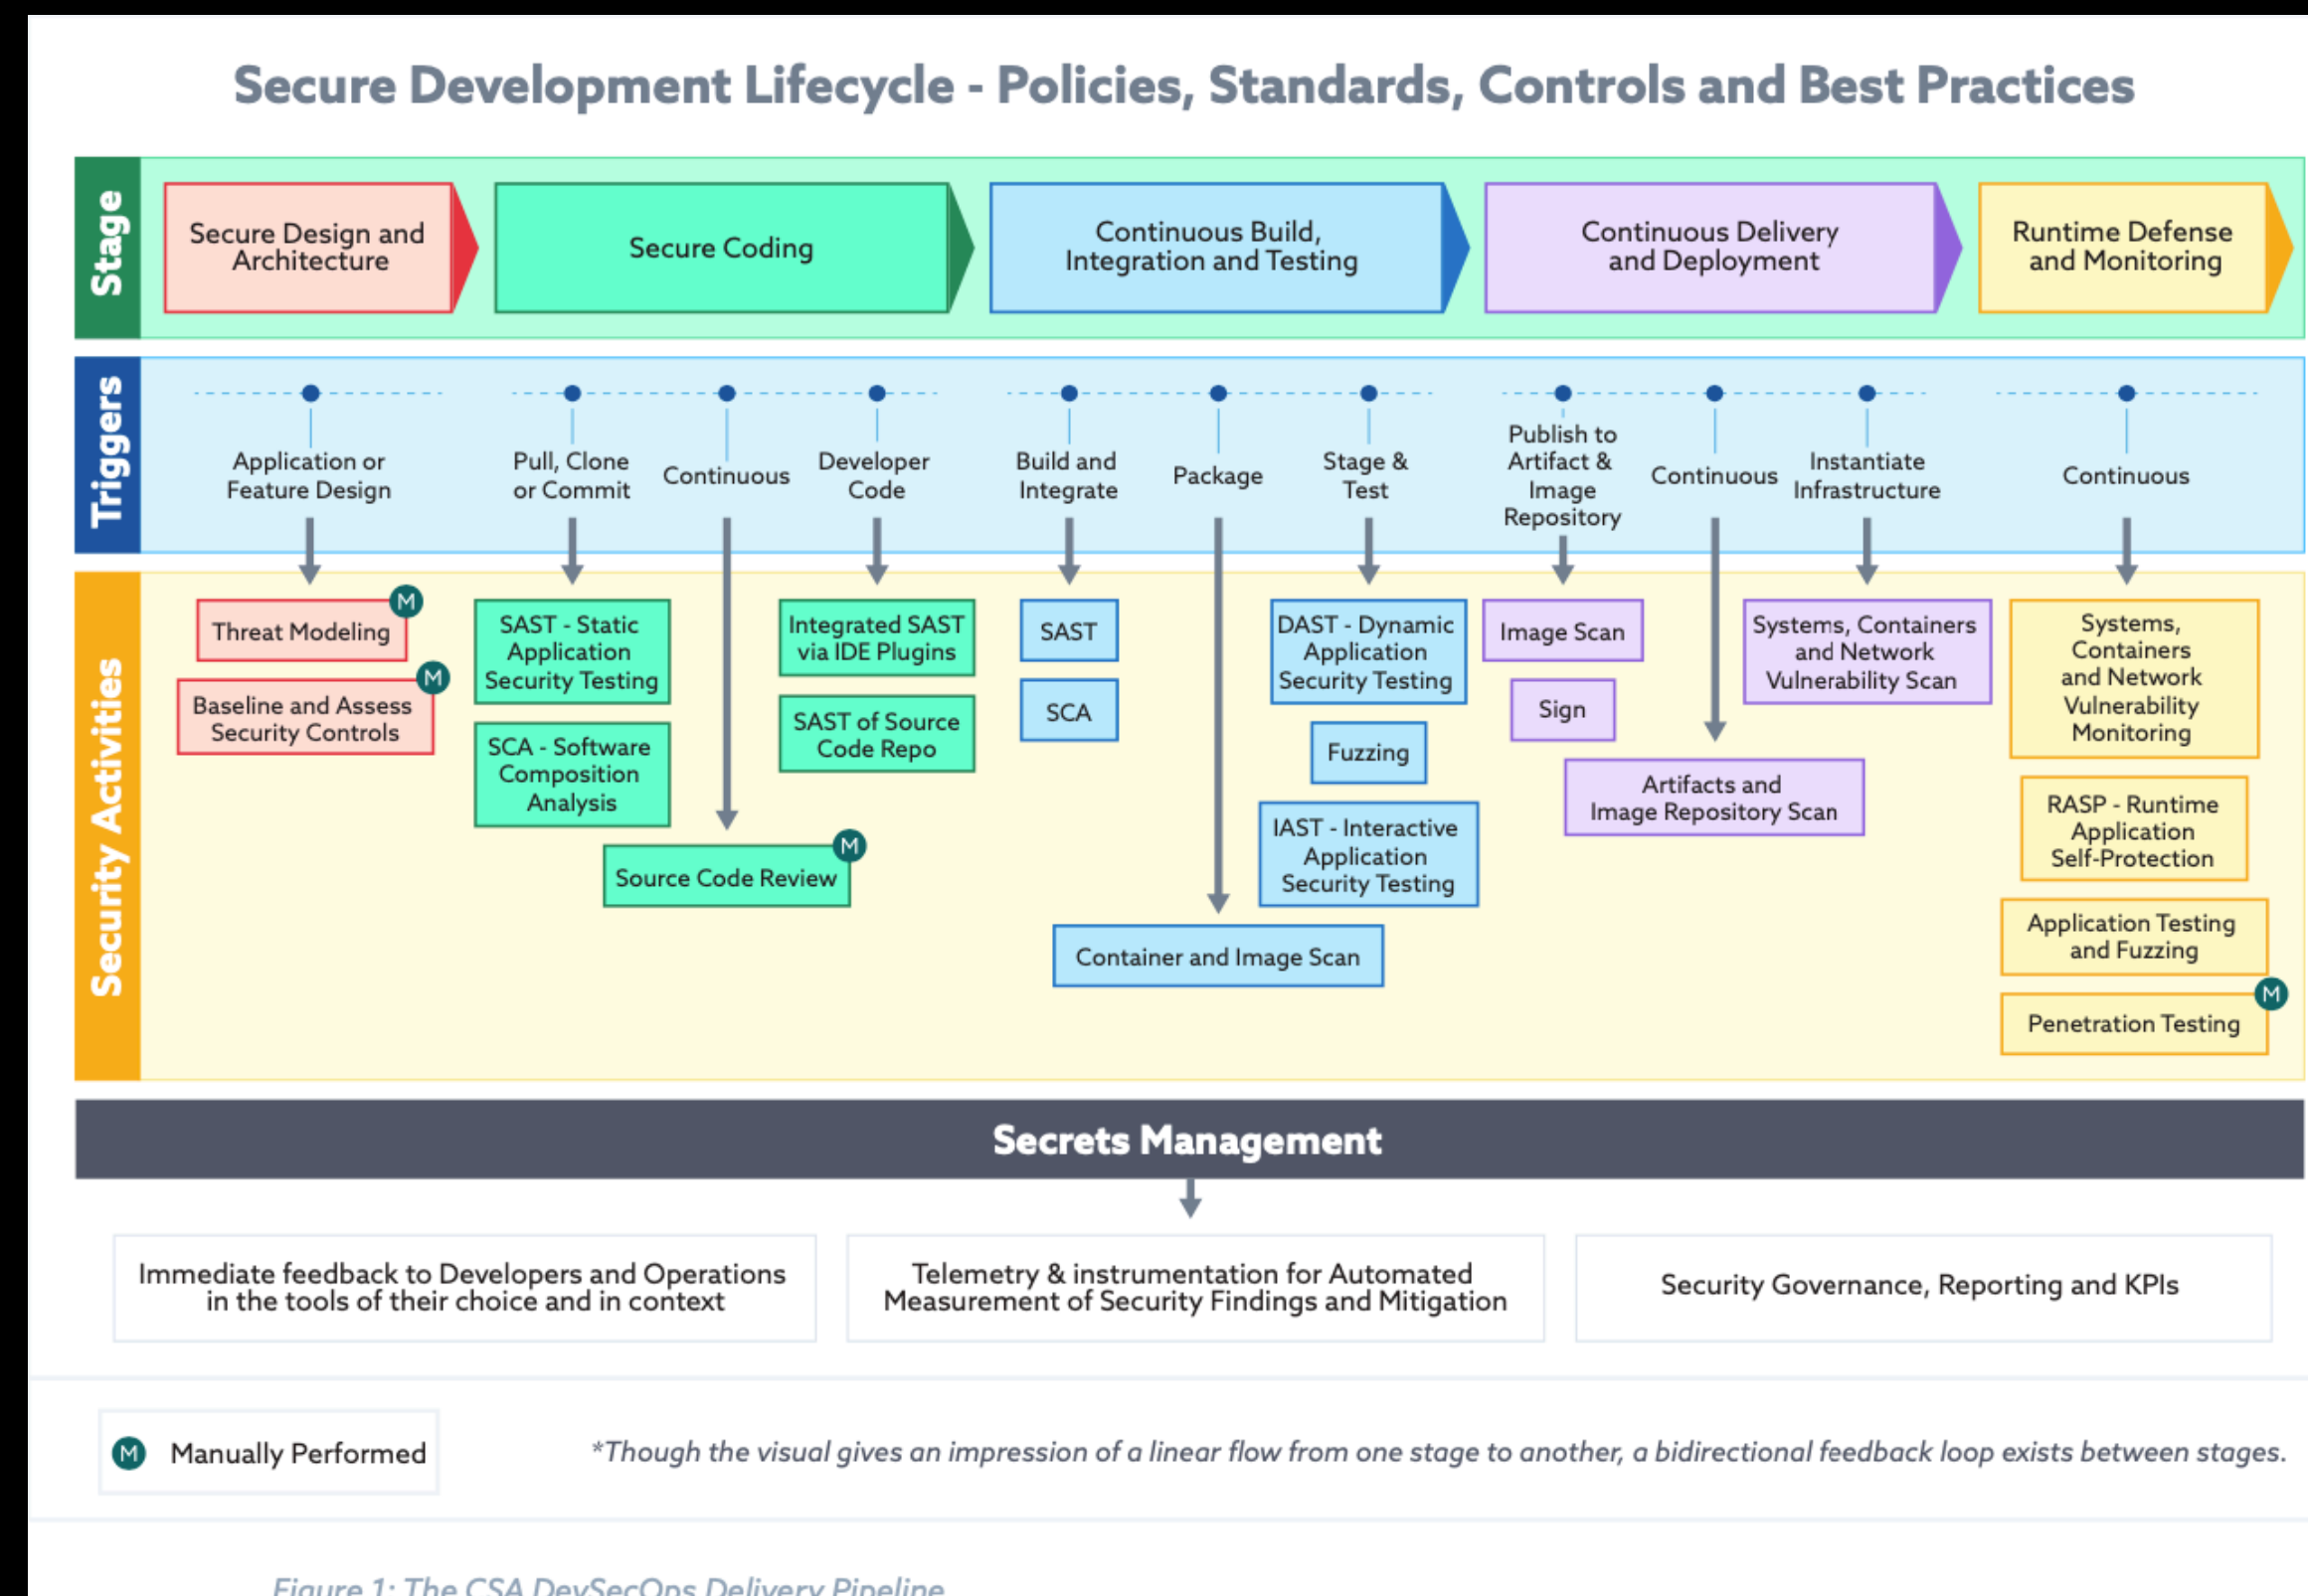 Secure Development Lifecycle - Policies, Standards, Controls and Best Practices
Stage
Secure Design and
Architecture
Secure Coding
Continuous Build,
Integration and Testing
Continuous Delivery
and Deployment
Runtime Defense
and Monitoring
Triggers
Application or
Feature Design
Pull, Clone
or Commit
Continuous
Developer
Code
Build and
Integrate
Package
Stage &
Test
Publish to
Artifact &
Image
Repository
Continuous
Instantiate
Infrastructure
Continuous
Security Activities
Threat Modeling
M
Baseline and Assess
Security Controls
M
SAST - Static
Application
Security Testing
SCA - Software
Composition
Analysis
Source Code Review
M
Integrated SAST
via IDE Plugins
SAST of Source
Code Repo
SAST
SCA
Container and Image Scan
DAST - Dynamic
Application
Security Testing
Fuzzing
IAST - Interactive
Application
Security Testing
Image Scan
Sign
Artifacts and
Image Repository Scan
Systems, Containers
and Network
Vulnerability Scan
Systems,
Containers
and Network
Vulnerability
Monitoring
RASP - Runtime
Application
Self-Protection
Application Testing
and Fuzzing
Penetration Testing
M
Secrets Management
Immediate feedback to Developers and Operations
in the tools of their choice and in context
Telemetry & instrumentation for Automated
Measurement of Security Findings and Mitigation
Security Governance, Reporting and KPIs
M Manually Performed
*Though the visual gives an impression of a linear flow from one stage to another, a bidirectional feedback loop exists between stages.
Figure 1: The CSA DevSecOps Delivery Pipeline